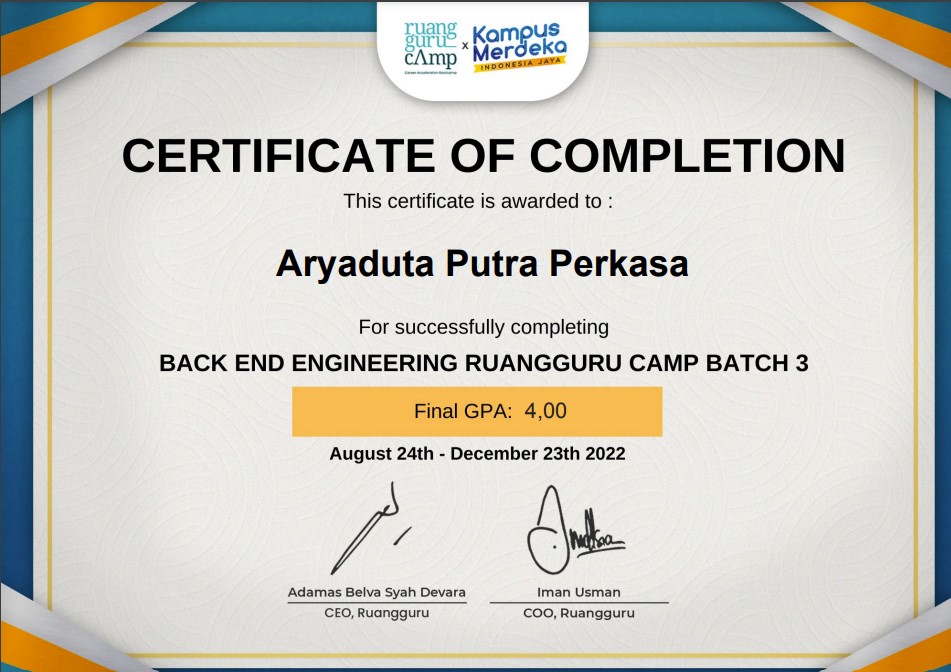 ruang
guru
cAmp
Career Acceleration Bootcamp
x
Kampus
Merdeka
INDONESIA JAYA
CERTIFICATE OF COMPLETION
This certificate is awarded to :
Aryaduta Putra Perkasa
For successfully completing
BACK END ENGINEERING RUANGGURU CAMP BATCH 3
Final GPA: 4,00
August 24th - December 23th 2022
Adamas Belva Syah Devara
CEO, Ruangguru
Iman Usman
COO, Ruangguru